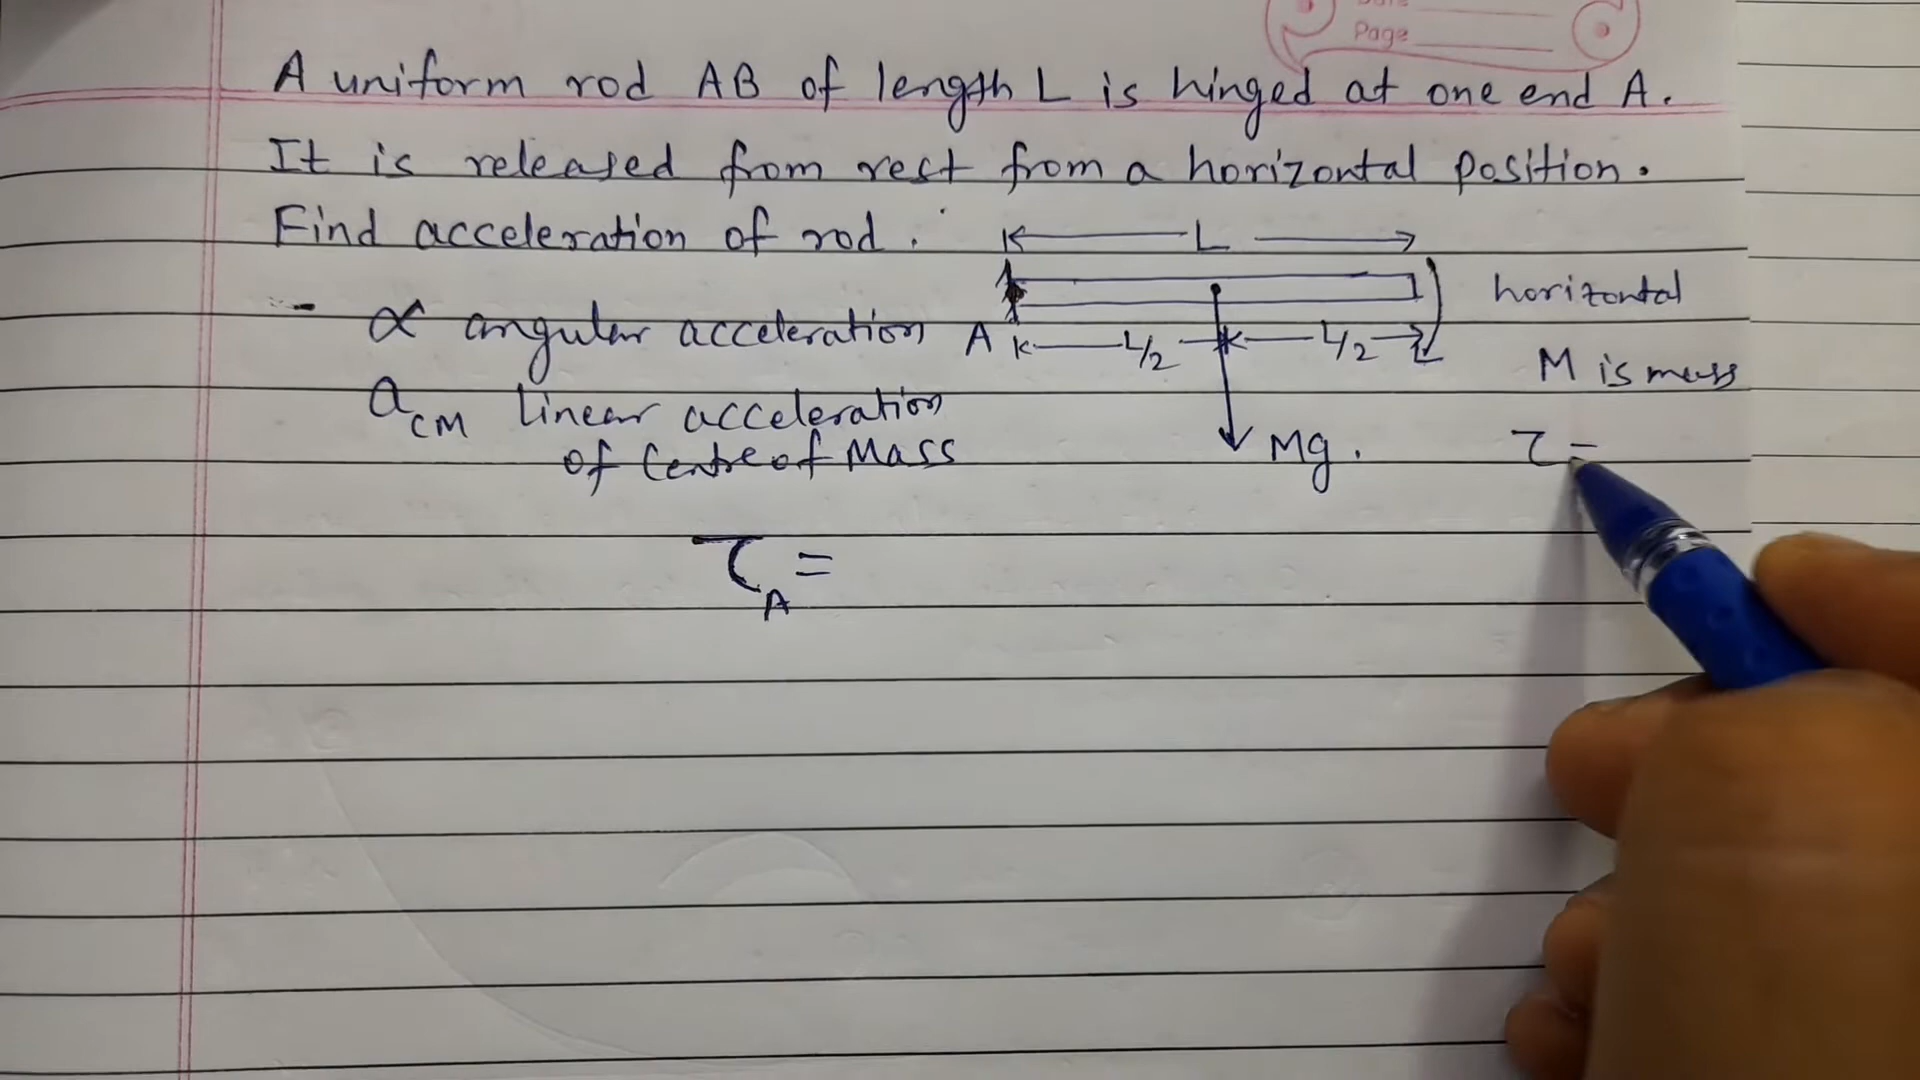 Date
Page
A uniform rod AB of length L is hinged at one end A.
It is released from rest from a horizontal position.
Find acceleration of rod.
L
horizontal
∝ angular acceleration
A
L/2
L/2
M is mass
a_CM linear acceleration
of Centre of Mass
Mg.
τ =
τ_A =